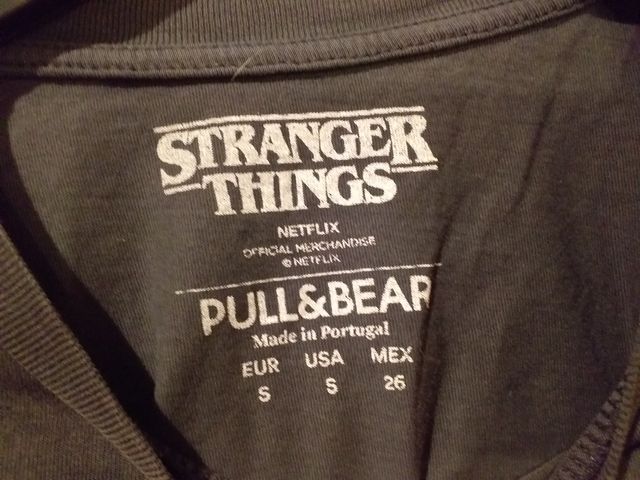 STRANGER
THINGS
NETFLIX
OFFICIAL MERCHANDISE
© NETFLIX
PULL&BEAR
Made in Portugal
EUR USA MEX
S S 26